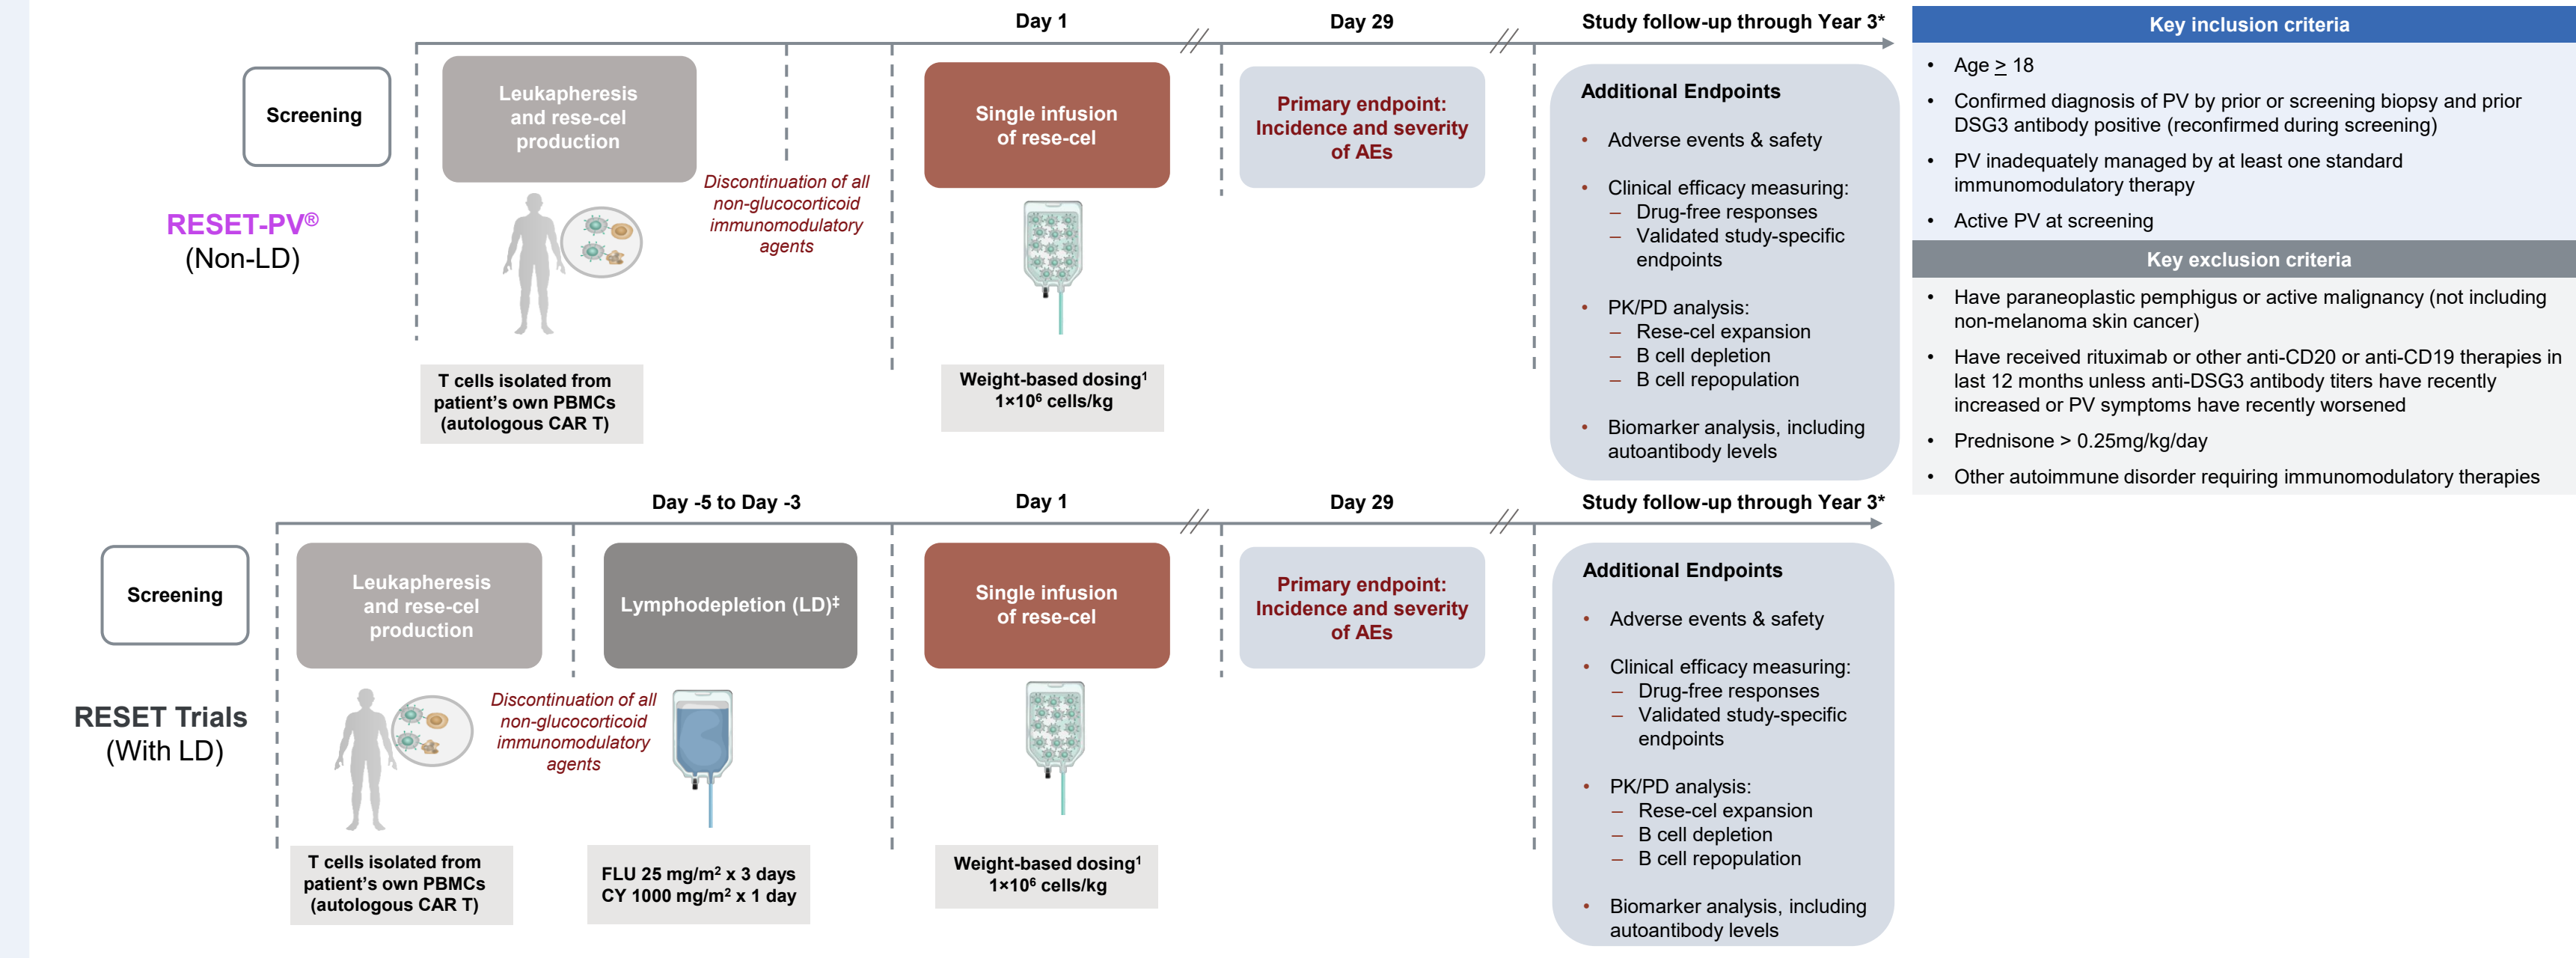 Day 1
Day 29
Study follow-up through Year 3*
Screening
Leukapheresis
and rese-cel
production
Discontinuation of all
non-glucocorticoid
immunomodulatory
agents
Single infusion
of rese-cel
Primary endpoint:
Incidence and severity
of AEs
RESET-PV®
(Non-LD)
T cells isolated from
patient's own PBMCs
(autologous CAR T)
Weight-based dosing¹
1×10⁶ cells/kg
Additional Endpoints
• Adverse events & safety
• Clinical efficacy measuring:
– Drug-free responses
– Validated study-specific
endpoints
• PK/PD analysis:
– Rese-cel expansion
– B cell depletion
– B cell repopulation
• Biomarker analysis, including
autoantibody levels
Key inclusion criteria
• Age ≥ 18
• Confirmed diagnosis of PV by prior or screening biopsy and prior
DSG3 antibody positive (reconfirmed during screening)
• PV inadequately managed by at least one standard
immunomodulatory therapy
• Active PV at screening
Key exclusion criteria
• Have paraneoplastic pemphigus or active malignancy (not including
non-melanoma skin cancer)
• Have received rituximab or other anti-CD20 or anti-CD19 therapies in
last 12 months unless anti-DSG3 antibody titers have recently
increased or PV symptoms have recently worsened
• Prednisone > 0.25mg/kg/day
• Other autoimmune disorder requiring immunomodulatory therapies
Day -5 to Day -3
Day 1
Day 29
Study follow-up through Year 3*
Screening
Leukapheresis
and rese-cel
production
Lymphodepletion (LD)‡
Single infusion
of rese-cel
Primary endpoint:
Incidence and severity
of AEs
RESET Trials
(With LD)
Discontinuation of all
non-glucocorticoid
immunomodulatory
agents
T cells isolated from
patient's own PBMCs
(autologous CAR T)
FLU 25 mg/m² x 3 days
CY 1000 mg/m² x 1 day
Weight-based dosing¹
1×10⁶ cells/kg
Additional Endpoints
• Adverse events & safety
• Clinical efficacy measuring:
– Drug-free responses
– Validated study-specific
endpoints
• PK/PD analysis:
– Rese-cel expansion
– B cell depletion
– B cell repopulation
• Biomarker analysis, including
autoantibody levels